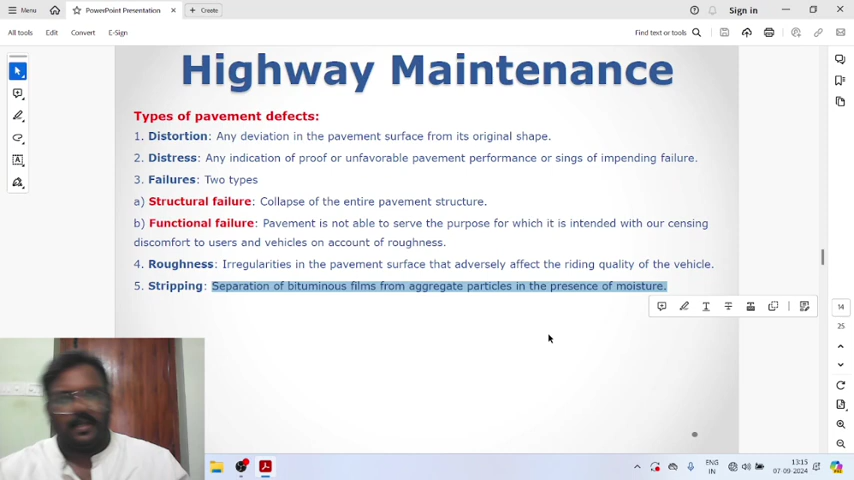 Menu
PowerPoint Presentation
Create
Sign in
All tools
Edit
Convert
E-Sign
Find text or tools
Highway Maintenance
Types of pavement defects:
1. Distortion: Any deviation in the pavement surface from its original shape.
2. Distress: Any indication of proof or unfavorable pavement performance or sings of impending failure.
3. Failures: Two types
a) Structural failure: Collapse of the entire pavement structure.
b) Functional failure: Pavement is not able to serve the purpose for which it is intended with our censing
discomfort to users and vehicles on account of roughness.
4. Roughness: Irregularities in the pavement surface that adversely affect the riding quality of the vehicle.
5. Stripping: Separation of bituminous films from aggregate particles in the presence of moisture.
14
25
ENG
IN
13:15
07-09-2024